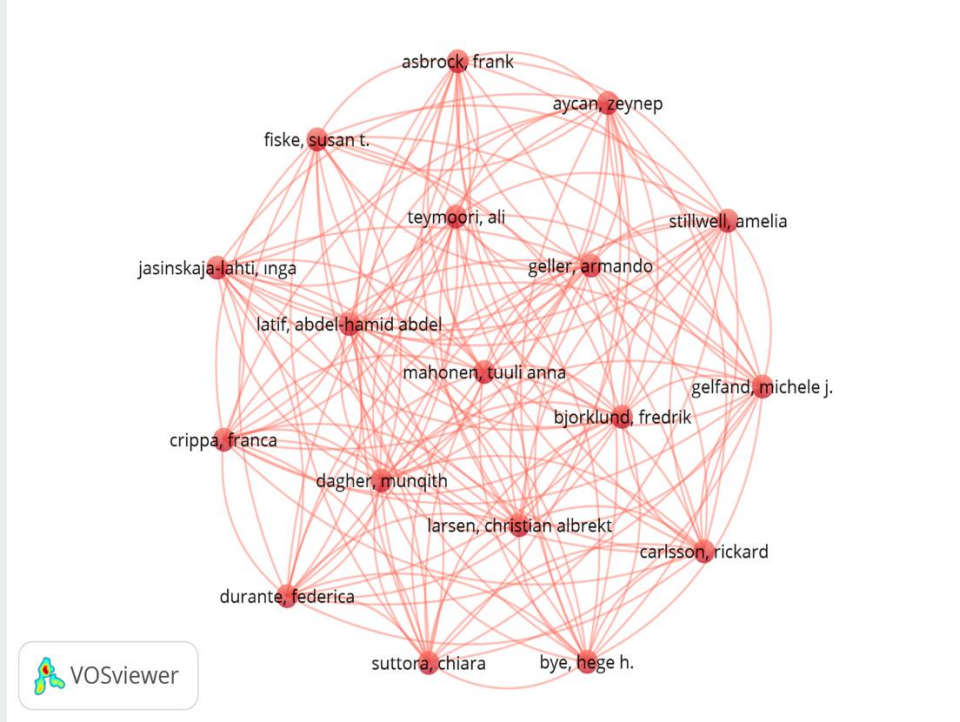 asbrock, frank
aycan, zeynep
fiske, susan t.
teymoori, ali
stillwell, amelia
geller, armando
jasinskaja-lahti, ınga
latif, abdel-hamid abdel
mahonen, tuuli anna
gelfand, michele j.
bjorklund, fredrik
crippa, franca
dagher, munqith
larsen, christian albrekt
carlsson, rickard
durante, federica
suttora, chiara
bye, hege h.
VOSviewer